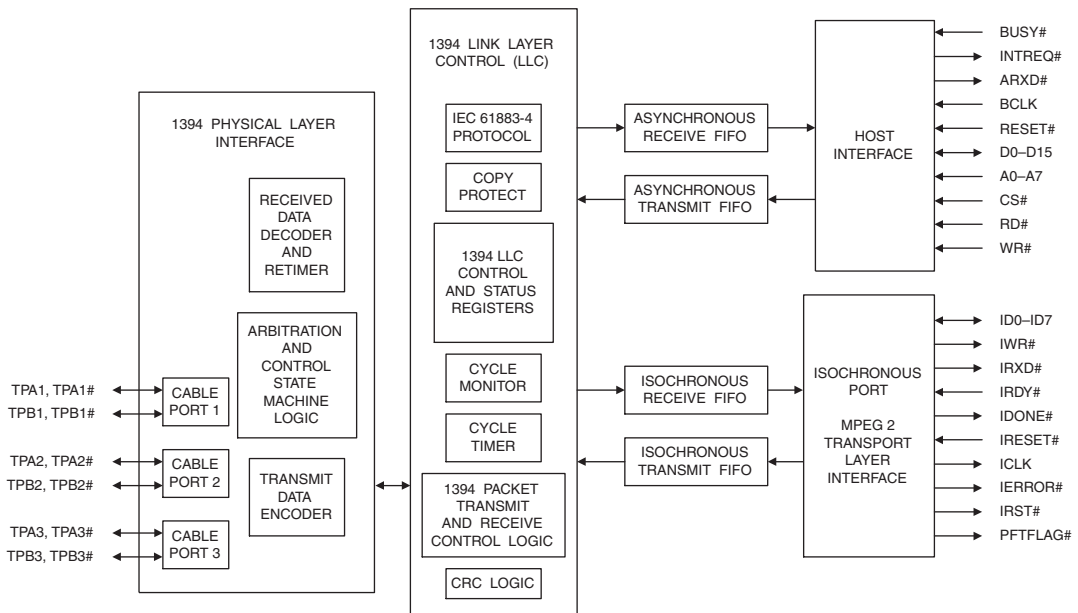 1394 PHYSICAL LAYER
INTERFACE
RECEIVED
DATA
DECODER
AND
RETIMER
ARBITRATION
AND
CONTROL
STATE
MACHINE
LOGIC
TRANSMIT
DATA
ENCODER
TPA1, TPA1#
TPB1, TPB1#
CABLE
PORT 1
TPA2, TPA2#
TPB2, TPB2#
CABLE
PORT 2
TPA3, TPA3#
TPB3, TPB3#
CABLE
PORT 3
1394 LINK LAYER
CONTROL (LLC)
IEC 61883-4
PROTOCOL
COPY
PROTECT
1394 LLC
CONTROL
AND STATUS
REGISTERS
CYCLE
MONITOR
CYCLE
TIMER
1394 PACKET
TRANSMIT
AND RECEIVE
CONTROL LOGIC
CRC LOGIC
ASYNCHRONOUS
RECEIVE FIFO
ASYNCHRONOUS
TRANSMIT FIFO
ISOCHRONOUS
RECEIVE FIFO
ISOCHRONOUS
TRANSMIT FIFO
HOST
INTERFACE
BUSY#
INTREQ#
ARXD#
BCLK
RESET#
D0–D15
A0–A7
CS#
RD#
WR#
ISOCHRONOUS
PORT
MPEG 2
TRANSPORT
LAYER
INTERFACE
ID0–ID7
IWR#
IRXD#
IRDY#
IDONE#
IRESET#
ICLK
IERROR#
IRST#
PFTFLAG#